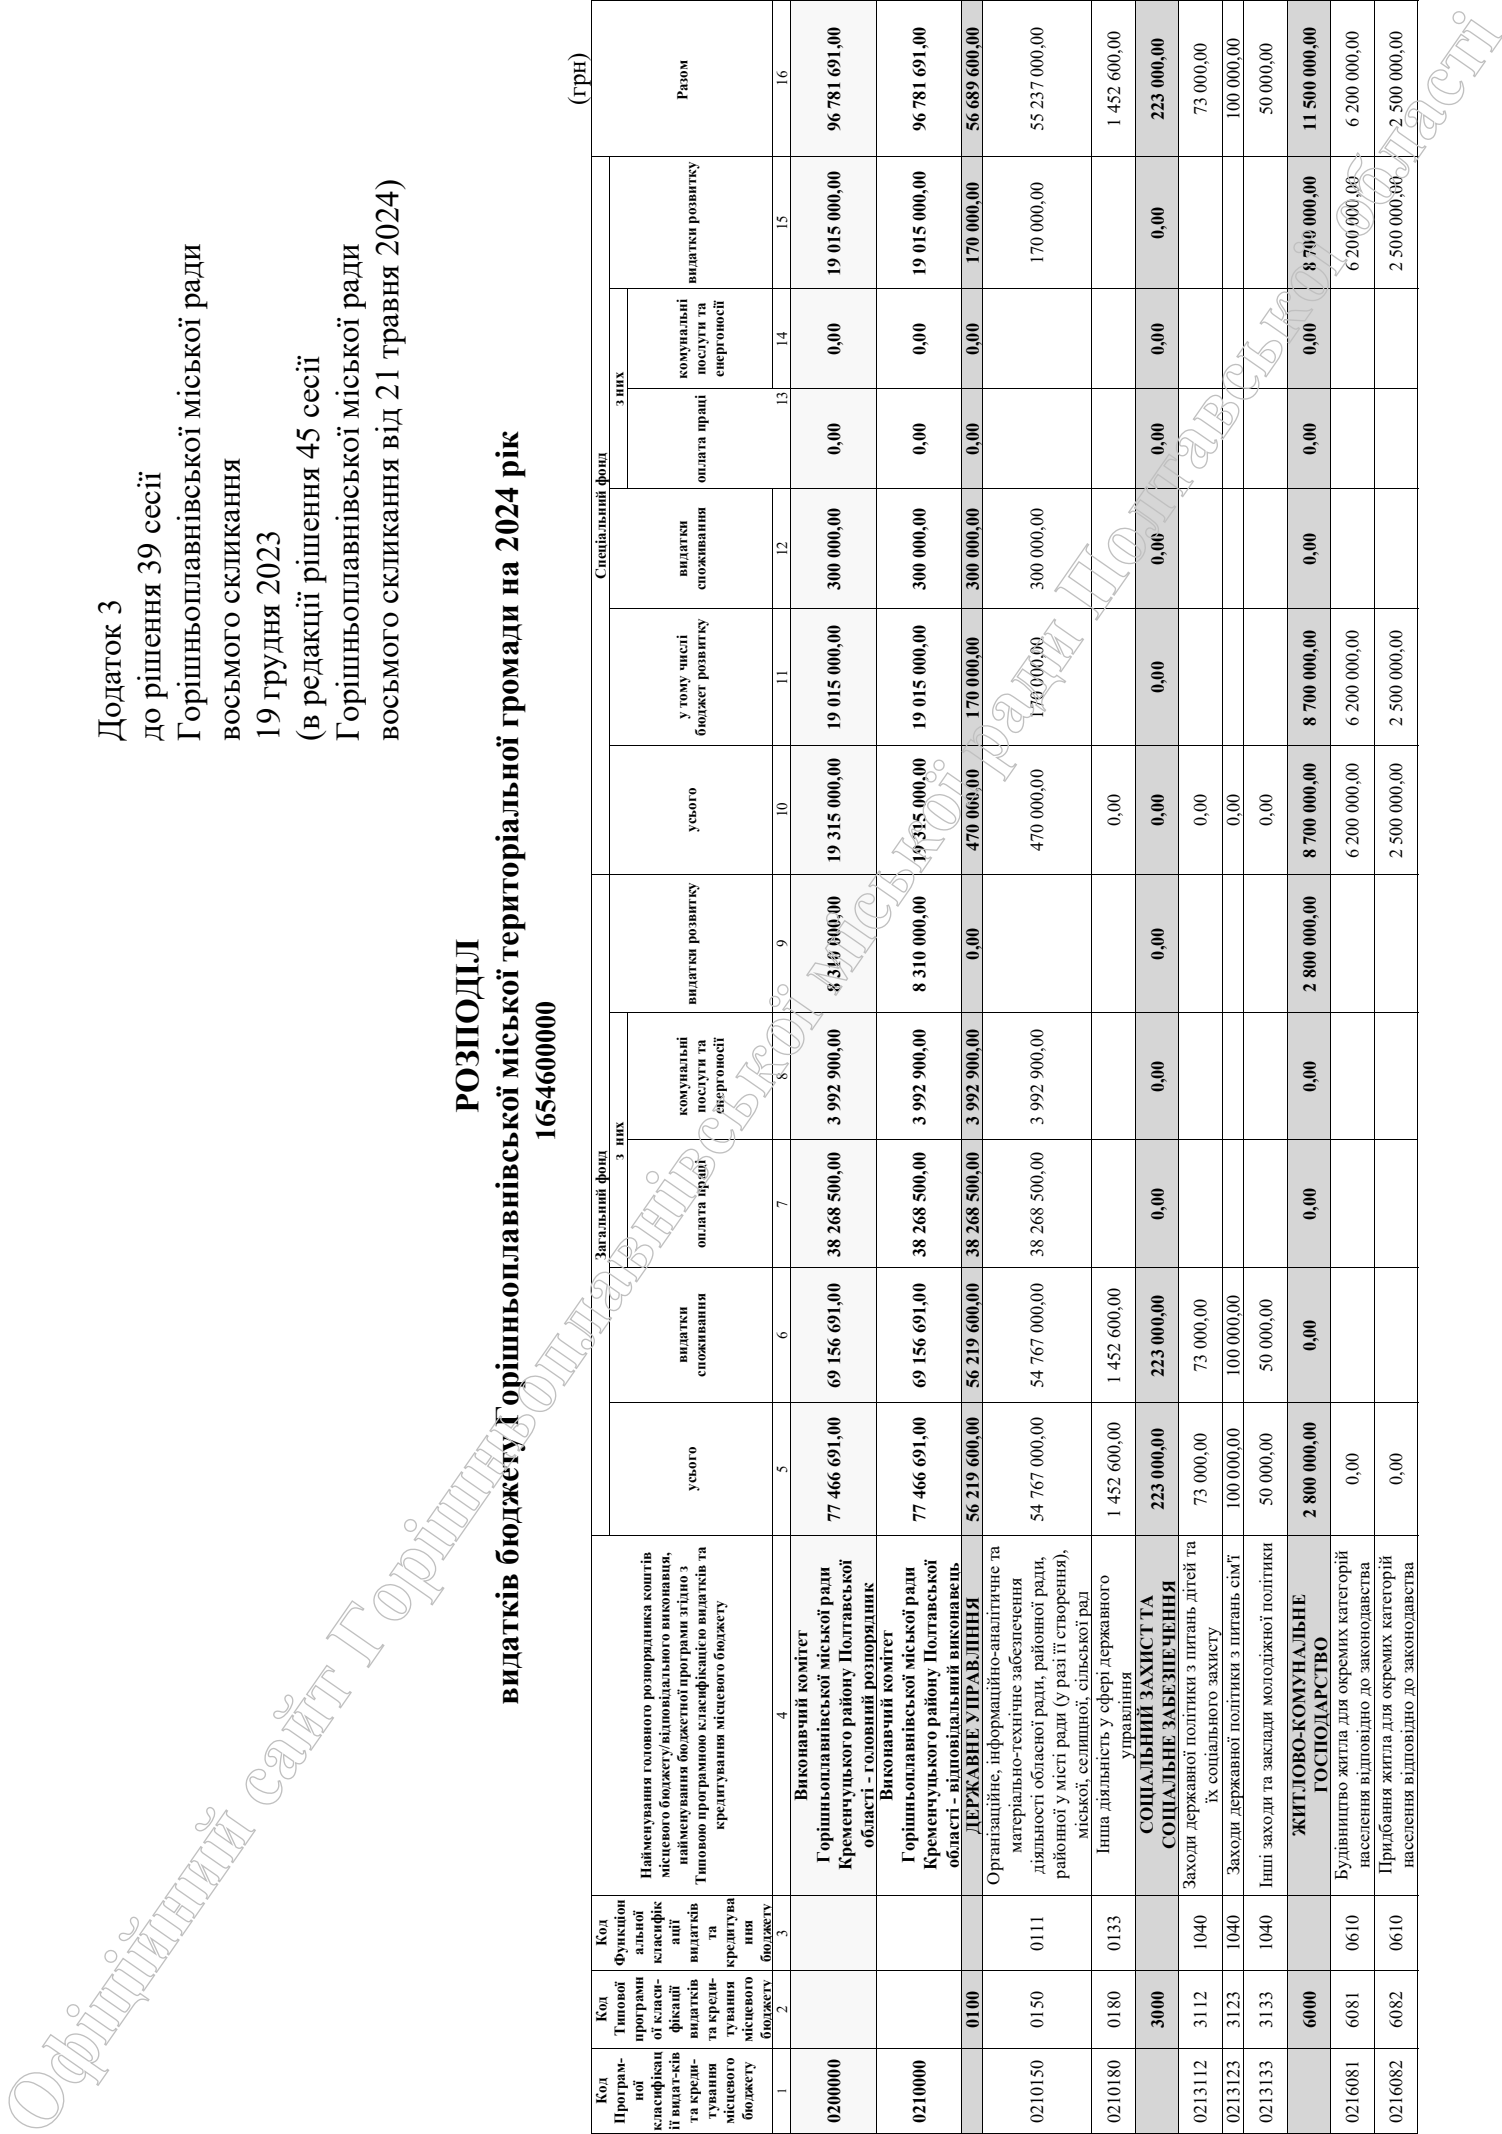 Додаток 3
до рішення 39 сесії
Горішньоплавнівської міської ради
восьмого скликання
19 грудня 2023
(в редакції рішення 45 сесії
Горішньоплавнівської міської ради
восьмого скликання від 21 травня 2024)
РОЗПОДІЛ
видатків бюджету Горішньоплавнівської міської територіальної громади на 2024 рік
16546000000
(грн)
Код Програм-ної класифікації видат-ків та креди-тування місцевого бюджету
Код Типової програмної класи-фікації видатків та креди-тування місцевого бюджету
Код Функціональної класифікації видатків та кредитування бюджету
Найменування головного розпорядника коштів
місцевого бюджету/відповідального виконавця,
найменування бюджетної програми згідно з
Типовою програмною класифікацією видатків та
кредитування місцевого бюджету
Загальний фонд
усього
видатки споживання
з них
оплата праці
комунальні послуги та енергоносії
видатки розвитку
Спеціальний фонд
усього
у тому числі бюджет розвитку
видатки споживання
з них
оплата праці
комунальні послуги та енергоносії
видатки розвитку
Разом
1 2 3 4 5 6 7 8 9 10 11 12 13 14 15 16
0200000 Виконавчий комітет
Горішньоплавнівської міської ради
Кременчуцького району Полтавської
області - головний розпорядник
77 466 691,00 69 156 691,00 38 268 500,00 3 992 900,00 8 310 000,00 19 315 000,00 19 015 000,00 300 000,00 0,00 0,00 19 015 000,00 96 781 691,00
0210000 Виконавчий комітет
Горішньоплавнівської міської ради
Кременчуцького району Полтавської
області - відповідальний виконавець
77 466 691,00 69 156 691,00 38 268 500,00 3 992 900,00 8 310 000,00 19 315 000,00 19 015 000,00 300 000,00 0,00 0,00 19 015 000,00 96 781 691,00
0100 ДЕРЖАВНЕ УПРАВЛІННЯ 56 219 600,00 56 219 600,00 38 268 500,00 3 992 900,00 0,00 470 000,00 170 000,00 300 000,00 0,00 0,00 170 000,00 56 689 600,00
0210150 0150 0111 Організаційне, інформаційно-аналітичне та
матеріально-технічне забезпечення
діяльності обласної ради, районної ради,
районної у місті ради (у разі її створення),
міської, селищної, сільської рад
54 767 000,00 54 767 000,00 38 268 500,00 3 992 900,00 470 000,00 170 000,00 300 000,00 170 000,00 55 237 000,00
0210180 0180 0133 Інша діяльність у сфері державного
управління
1 452 600,00 1 452 600,00 0,00 1 452 600,00
3000 СОЦІАЛЬНИЙ ЗАХИСТ ТА
СОЦІАЛЬНЕ ЗАБЕЗПЕЧЕННЯ
223 000,00 223 000,00 0,00 0,00 0,00 0,00 0,00 0,00 0,00 0,00 0,00 223 000,00
0213112 3112 1040 Заходи державної політики з питань дітей та
їх соціального захисту
73 000,00 73 000,00 0,00 73 000,00
0213123 3123 1040 Заходи державної політики з питань сім'ї 100 000,00 100 000,00 0,00 100 000,00
0213133 3133 1040 Інші заходи та заклади молодіжної політики 50 000,00 50 000,00 0,00 50 000,00
6000 ЖИТЛОВО-КОМУНАЛЬНЕ
ГОСПОДАРСТВО
2 800 000,00 0,00 0,00 0,00 2 800 000,00 8 700 000,00 8 700 000,00 0,00 0,00 0,00 8 700 000,00 11 500 000,00
0216081 6081 0610 Будівництво житла для окремих категорій
населення відповідно до законодавства
0,00 6 200 000,00 6 200 000,00 6 200 000,00 6 200 000,00
0216082 6082 0610 Придбання житла для окремих категорій
населення відповідно до законодавства
0,00 2 500 000,00 2 500 000,00 2 500 000,00 2 500 000,00
Офіційний сайт Горішньоплавнівської міської ради Полтавської області